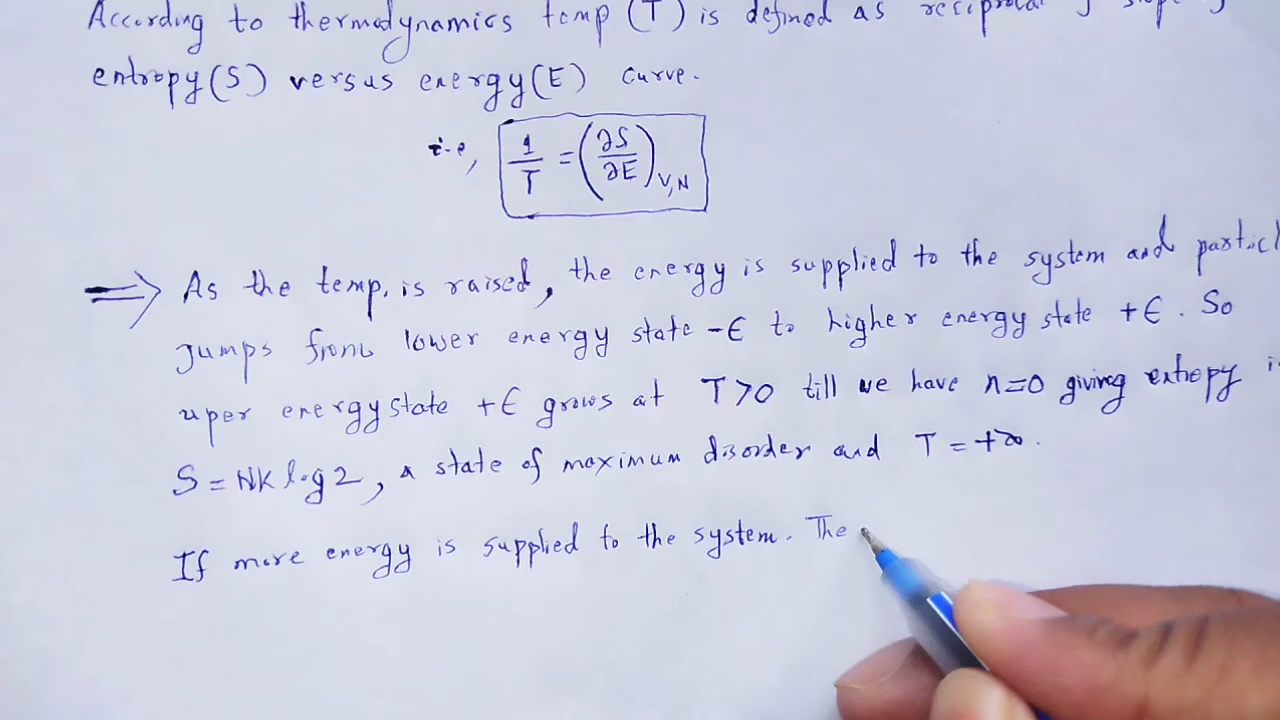 According to thermodynamics temp (T) is defined as
entropy(S) versus energy(E) curve.
i.e, 1/T = (∂S/∂E)V,N
⇒ As the temp. is raised, the energy is supplied to the system and particl
Jumps from lower energy state -E to higher energy state +E. So
uper energy state +E grows at T>0 till we have n=0 giving entropy i
S = NK log 2, a state of maximum disorder and T = +∞.
If more energy is supplied to the system. The